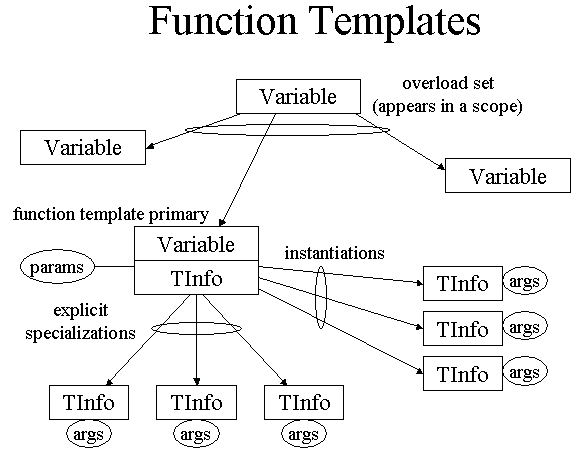 Function Templates
overload set
(appears in a scope)
Variable
Variable
Variable
function template primary
Variable
TInfo
params
instantiations
TInfo
args
TInfo
args
TInfo
args
explicit
specializations
TInfo
TInfo
TInfo
args
args
args